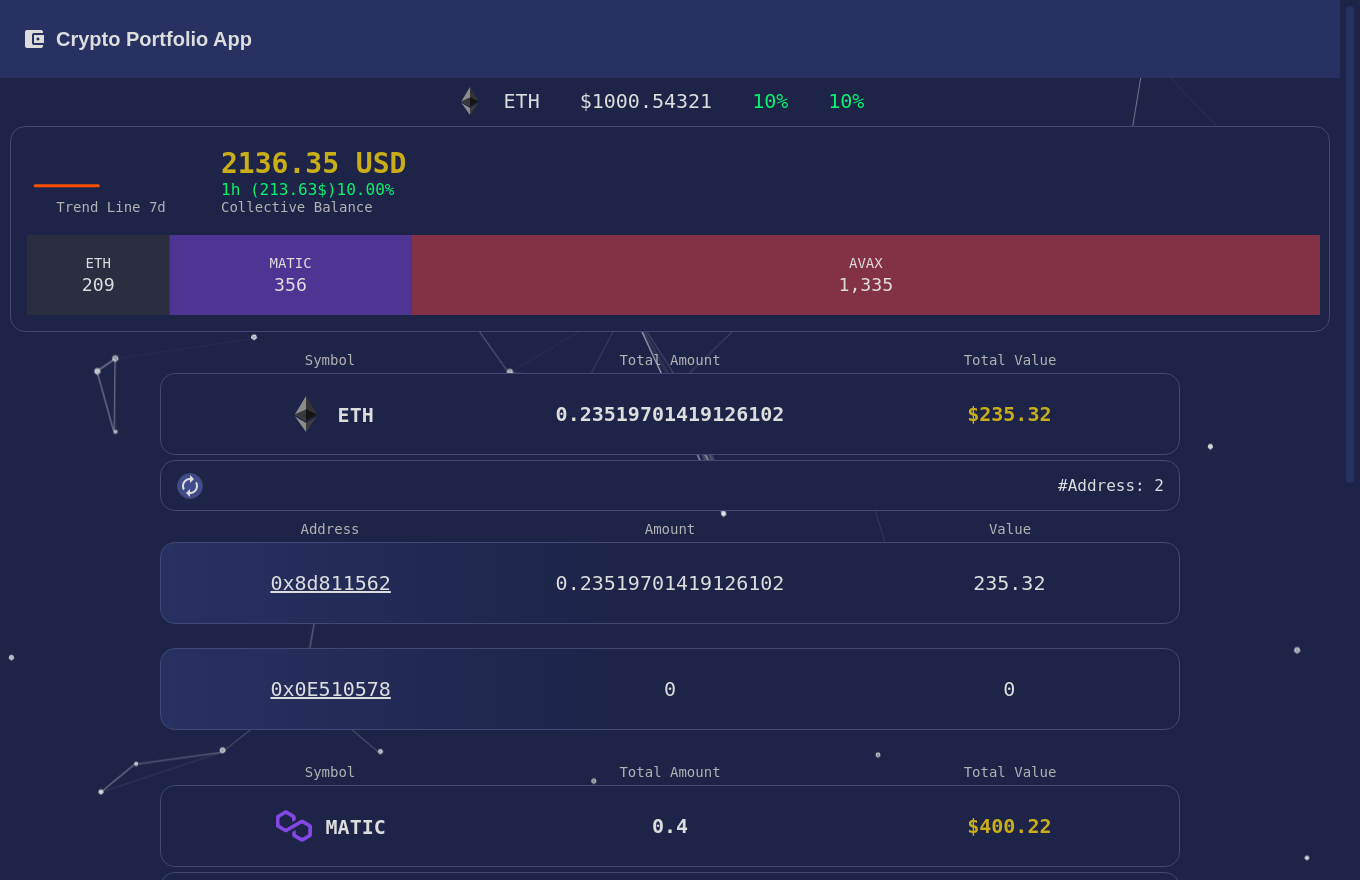 Crypto Portfolio App
ETH $1000.54321 10% 10%
2136.35 USD
1h (213.63$)10.00%
Trend Line 7d Collective Balance
ETH MATIC AVAX
209 356 1,335
Symbol Total Amount Total Value
ETH 0.23519701419126102 $235.32
#Address: 2
Address Amount Value
0x8d811562 0.23519701419126102 235.32
0x0E510578 0 0
Symbol Total Amount Total Value
MATIC 0.4 $400.22